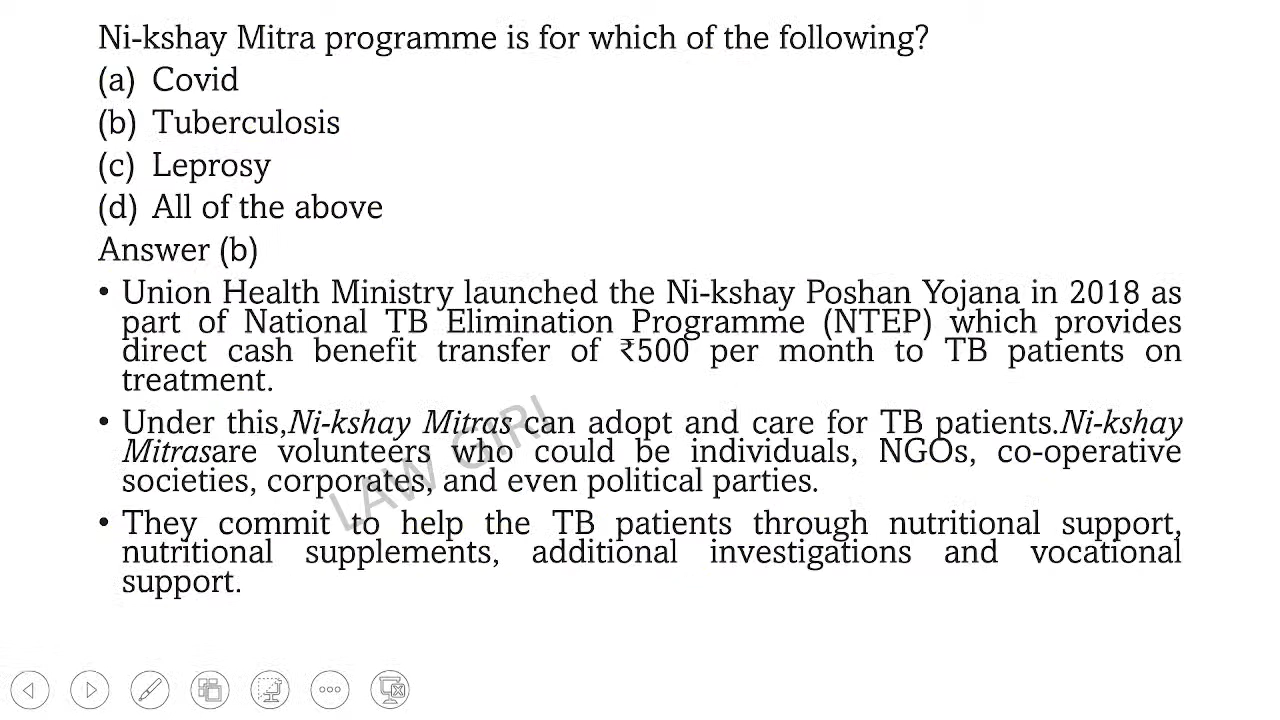 Ni-kshay Mitra programme is for which of the following?
(a) Covid
(b) Tuberculosis
(c) Leprosy
(d) All of the above
Answer (b)
• Union Health Ministry launched the Ni-kshay Poshan Yojana in 2018 as
part of National TB Elimination Programme (NTEP) which provides
direct cash benefit transfer of ₹500 per month to TB patients on
treatment.
• Under this,Ni-kshay Mitras can adopt and care for TB patients.Ni-kshay
Mitrasare volunteers who could be individuals, NGOs, co-operative
societies, corporates, and even political parties.
• They commit to help the TB patients through nutritional support,
nutritional supplements, additional investigations and vocational
support.
LAW GIRI